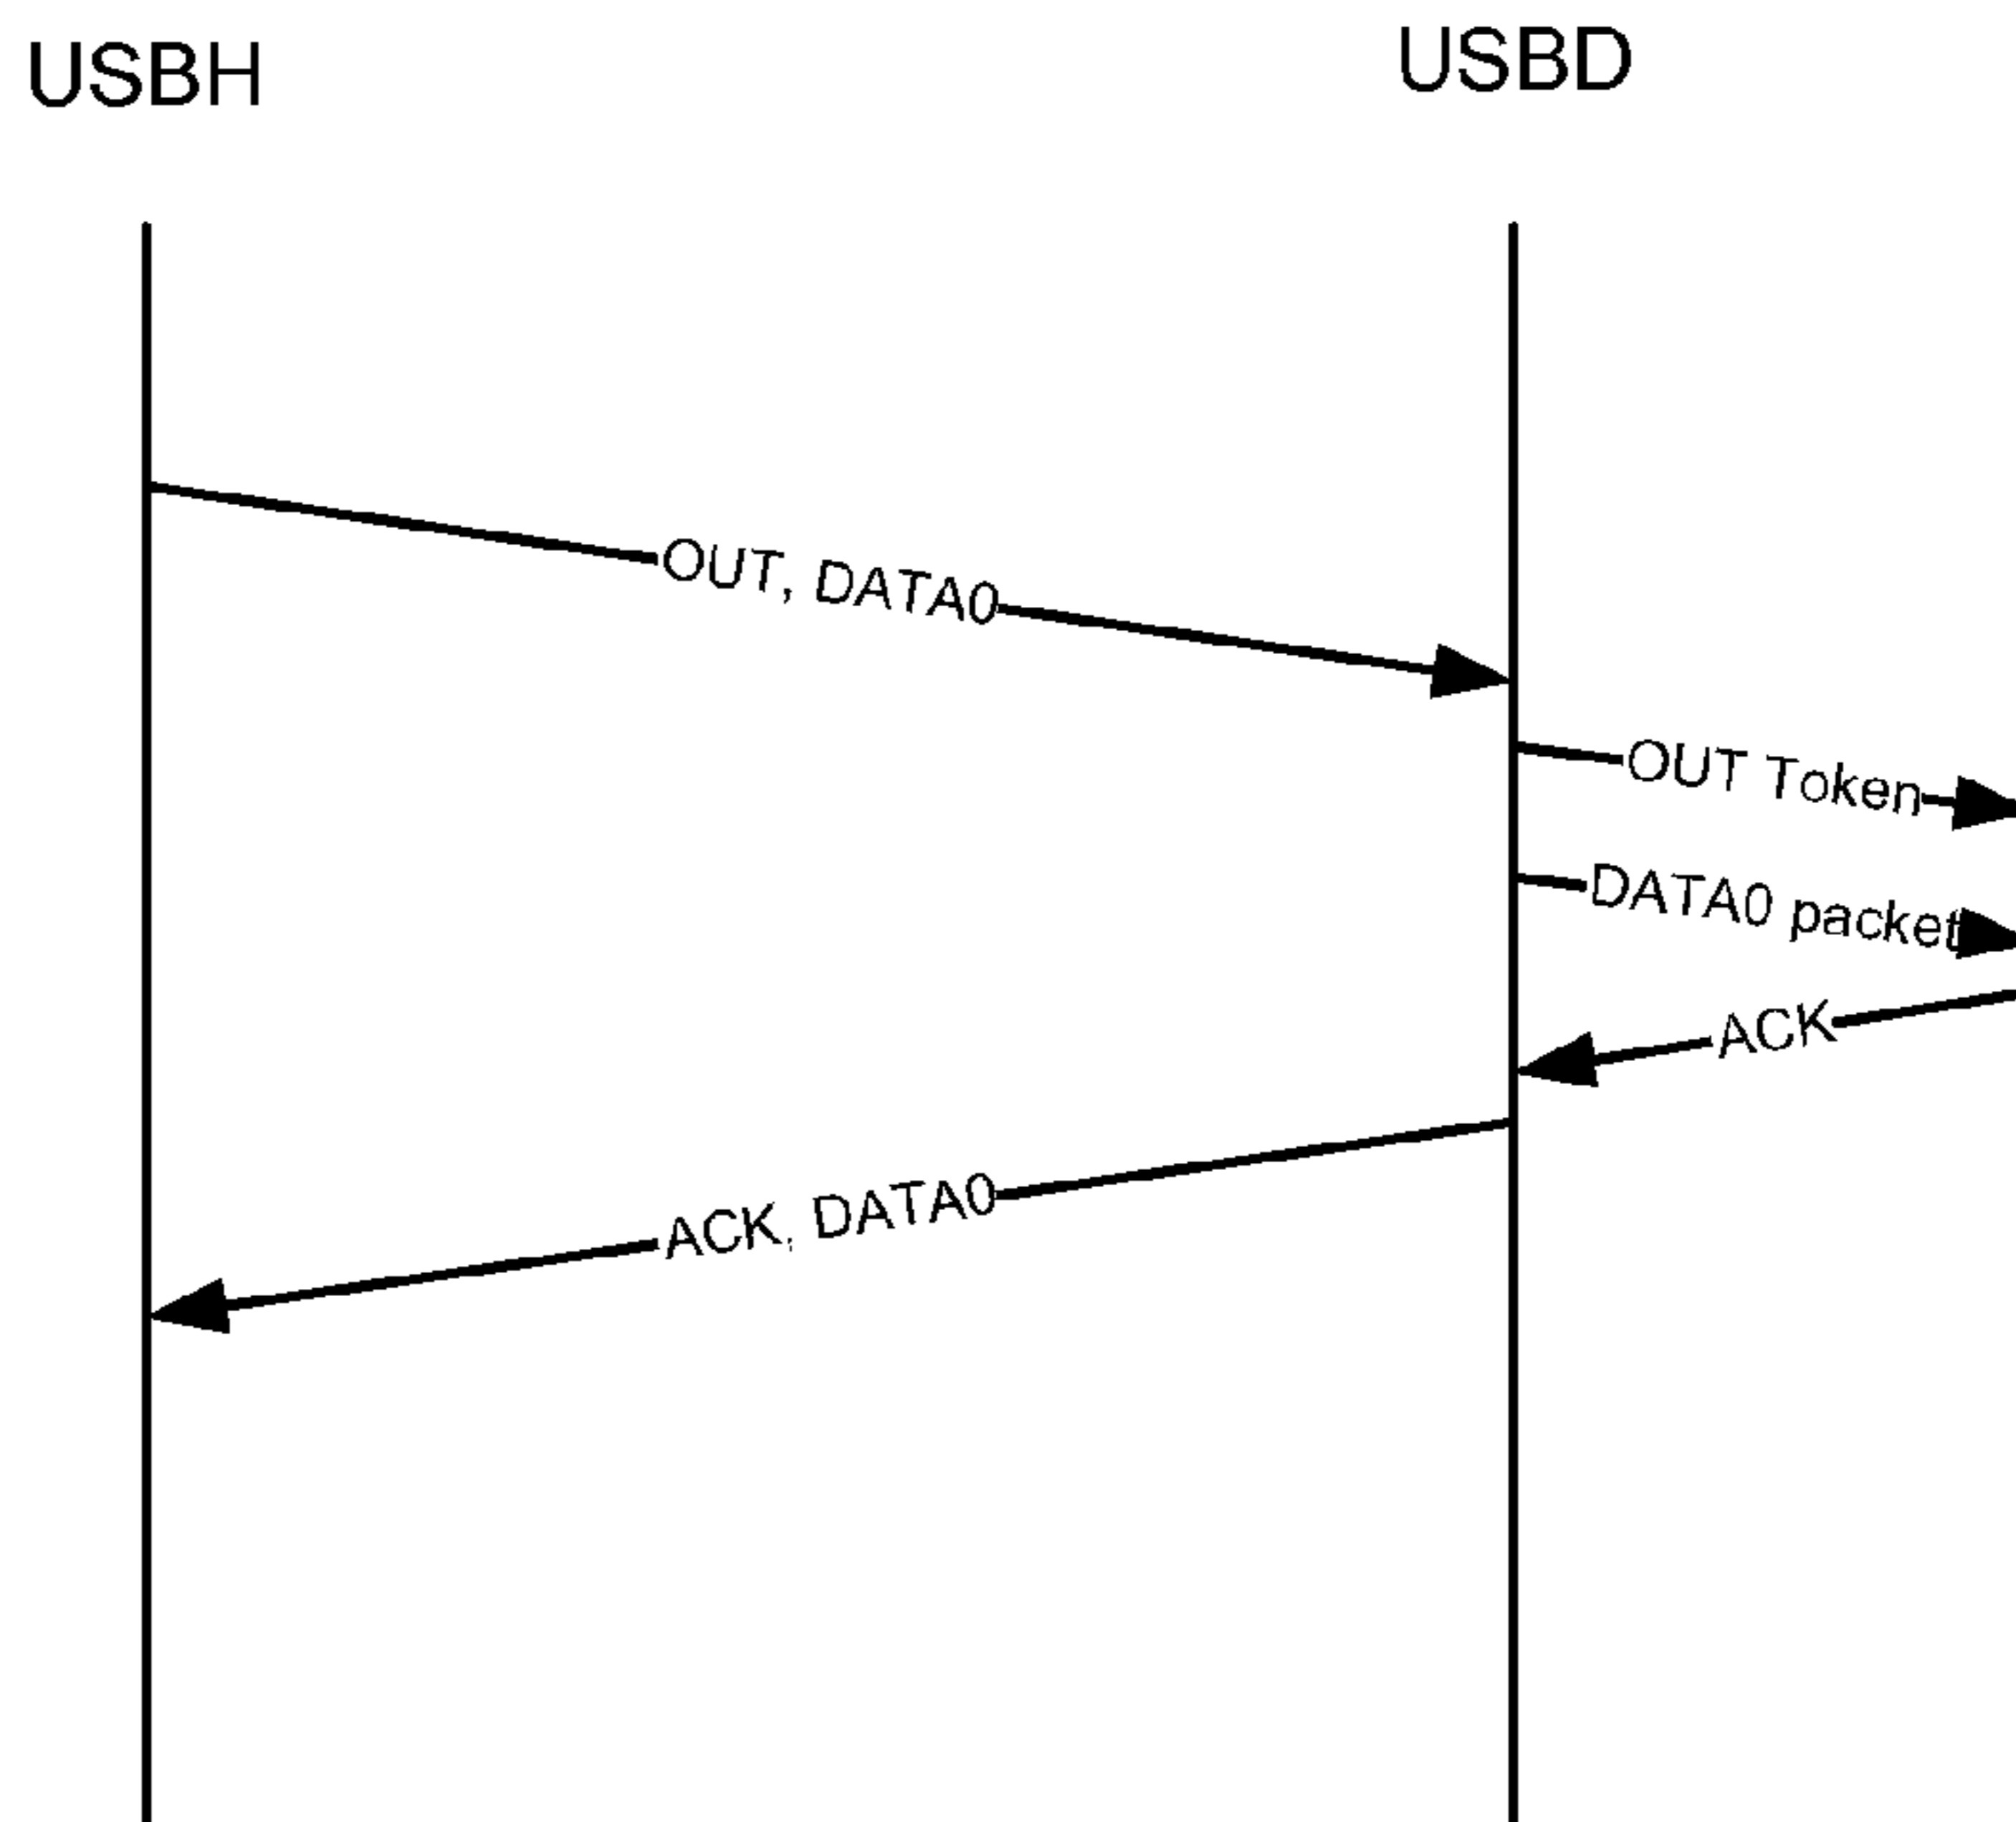 USBH
USBD
OUT, DATA0
OUT Token
DATA0 packet
ACK
ACK, DATA0